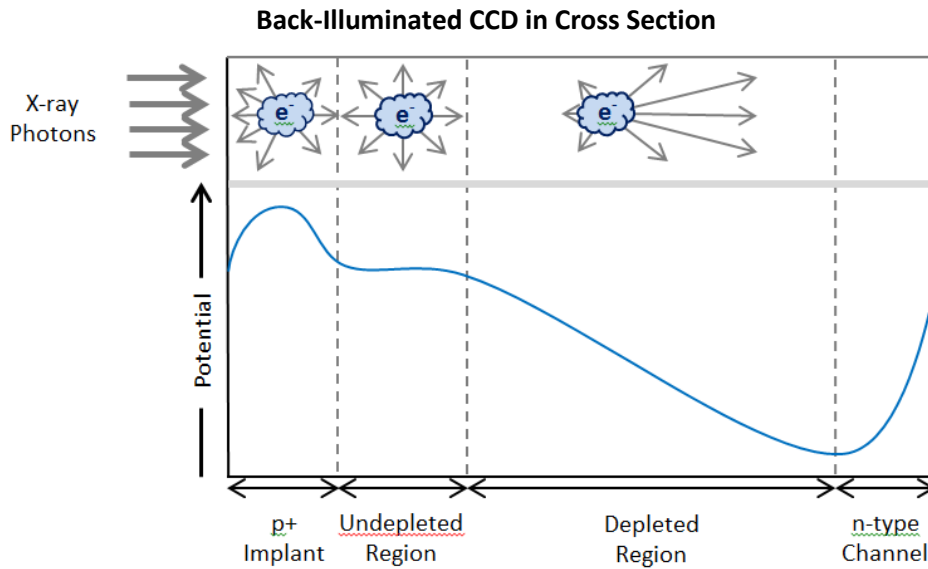 Back-Illuminated CCD in Cross Section
X-ray
Photons
e-
e-
e-
Potential
p+
Implant
Undepleted
Region
Depleted
Region
n-type
Channel